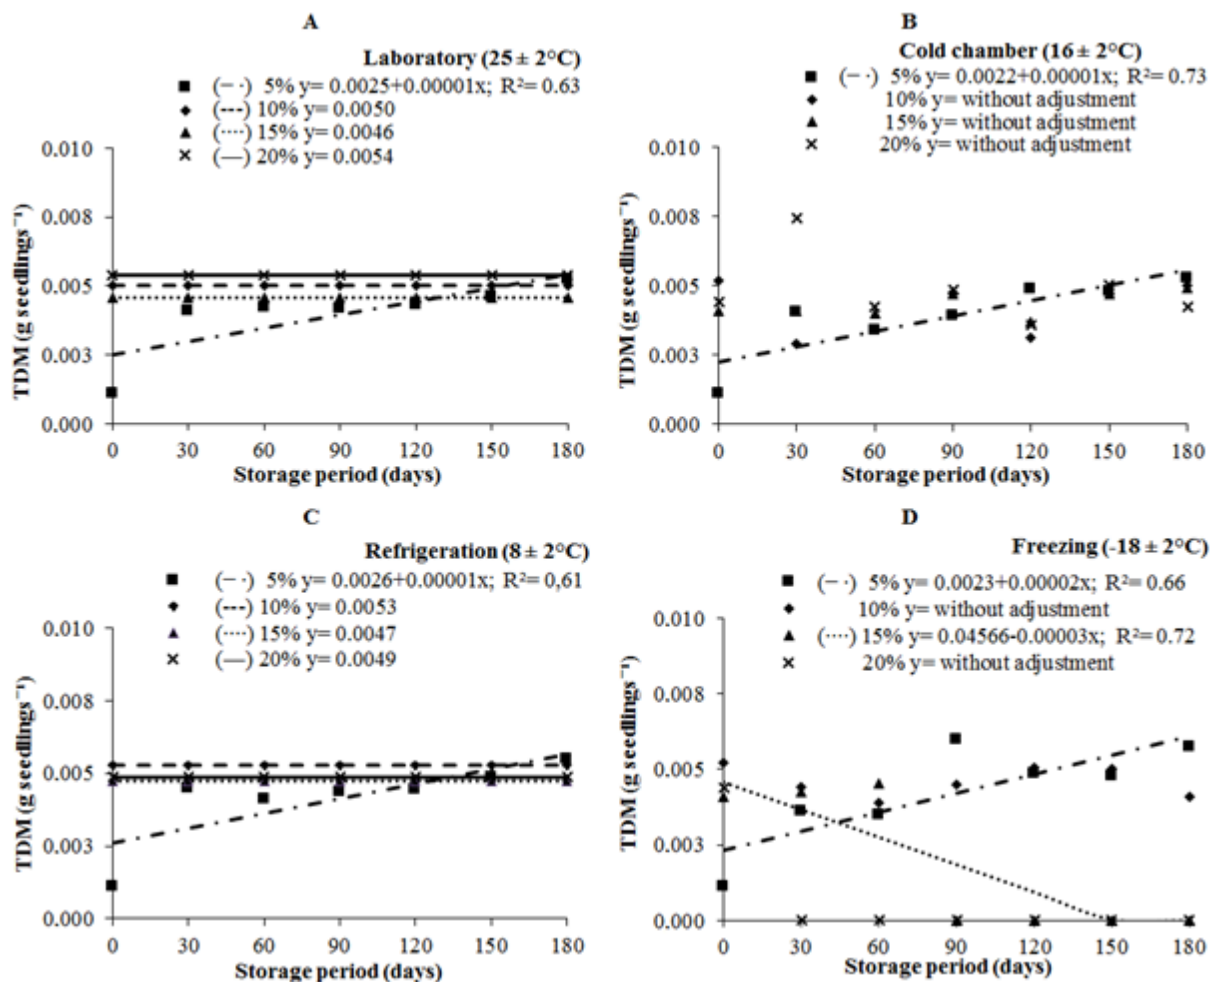 A
Laboratory (25 ± 2°C)
(– ·) 5% y= 0.0025+0.00001x; R²= 0.63
(---) 10% y= 0.0050
(·····) 15% y= 0.0046
(—) 20% y= 0.0054
0.010
0.008
0.005
0.003
0.000
TDM (g seedlings⁻¹)
0 30 60 90 120 150 180
Storage period (days)
B
Cold chamber (16 ± 2°C)
(– ·) 5% y= 0.0022+0.00001x; R²= 0.73
10% y= without adjustment
15% y= without adjustment
20% y= without adjustment
0.010
0.008
0.005
0.003
0.000
TDM (g seedlings⁻¹)
0 30 60 90 120 150 180
Storage period (days)
C
Refrigeration (8 ± 2°C)
(– ·) 5% y= 0.0026+0.00001x; R²= 0,61
(---) 10% y= 0.0053
(·····) 15% y= 0.0047
(—) 20% y= 0.0049
0.010
0.008
0.005
0.003
0.000
TDM (g seedlings⁻¹)
0 30 60 90 120 150 180
Storage period (days)
D
Freezing (-18 ± 2°C)
(– ·) 5% y= 0.0023+0.00002x; R²= 0.66
10% y= without adjustment
(·····) 15% y= 0.04566-0.00003x; R²= 0.72
20% y= without adjustment
0.010
0.008
0.005
0.003
0.000
TDM (g seedlings⁻¹)
0 30 60 90 120 150 180
Storage period (days)